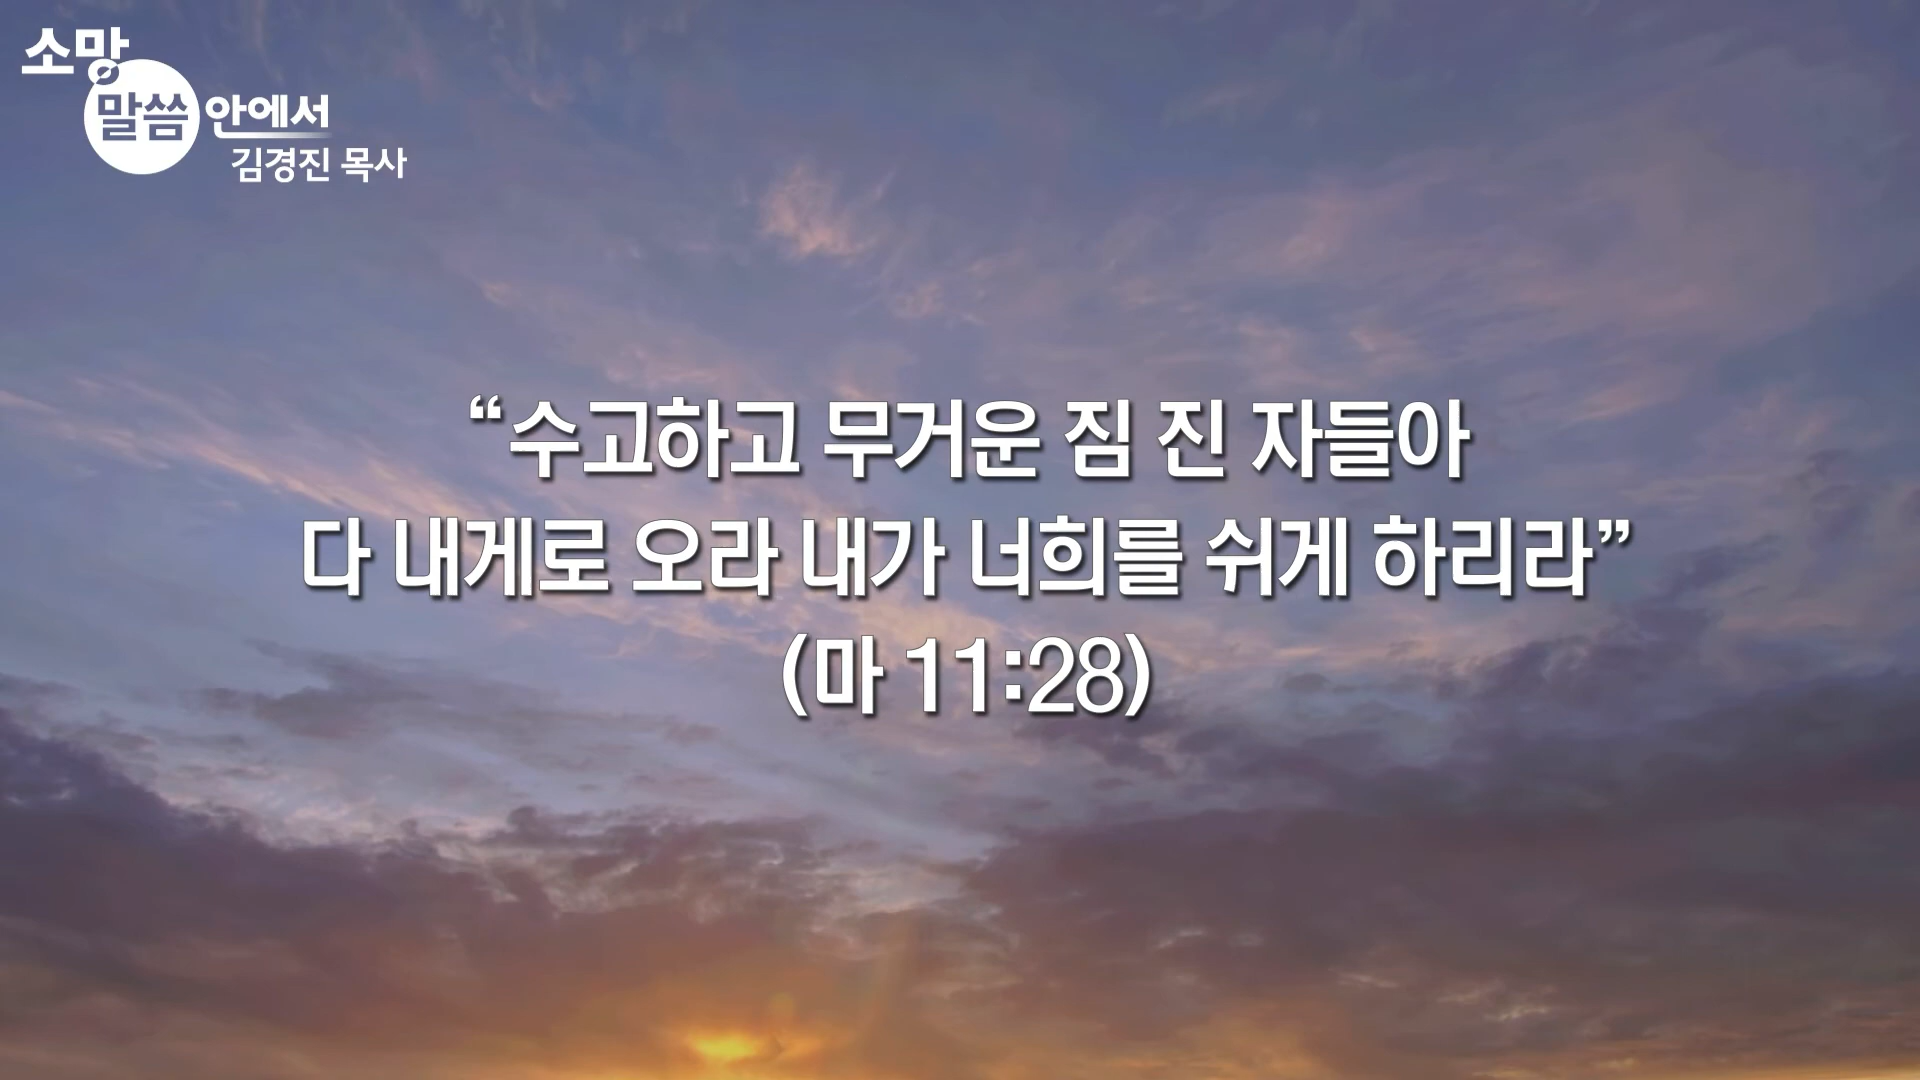 소망
말씀 안에서
김경진 목사
“수고하고 무거운 짐 진 자들아
다 내게로 오라 내가 너희를 쉬게 하리라”
(마 11:28)